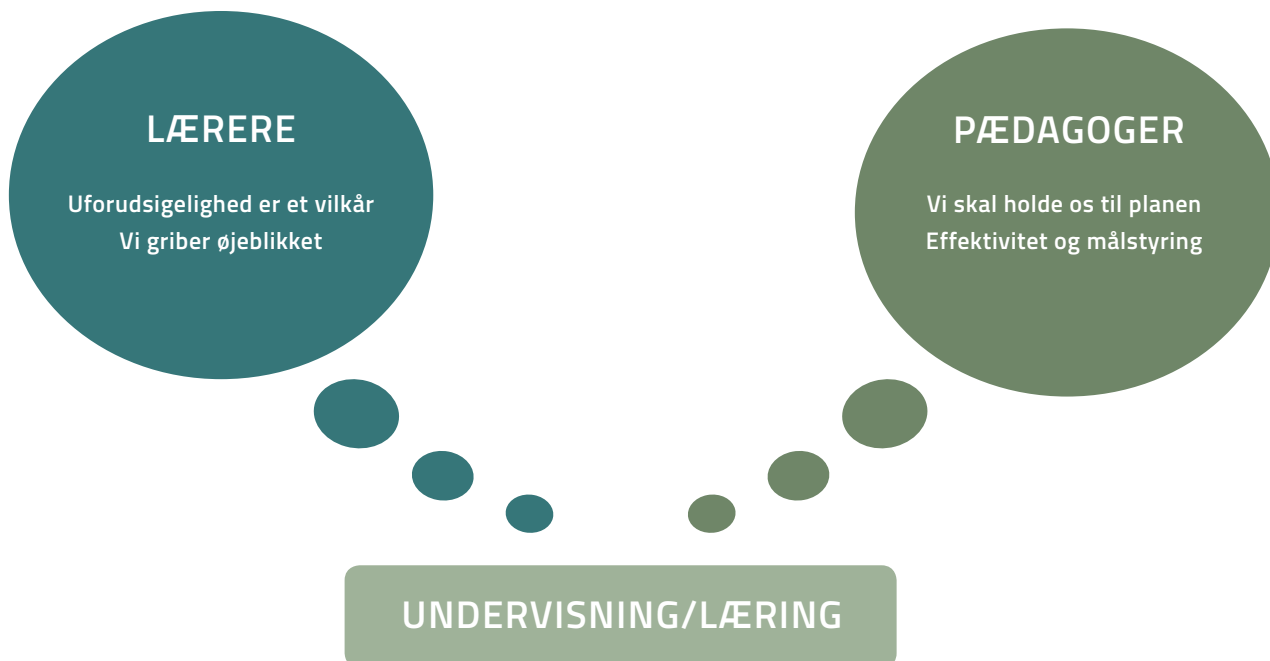 LÆRERE
Uforudsigelighed er et vilkår
Vi griber øjeblikket
PÆDAGOGER
Vi skal holde os til planen
Effektivitet og målstyring
UNDERVISNING/LÆRING